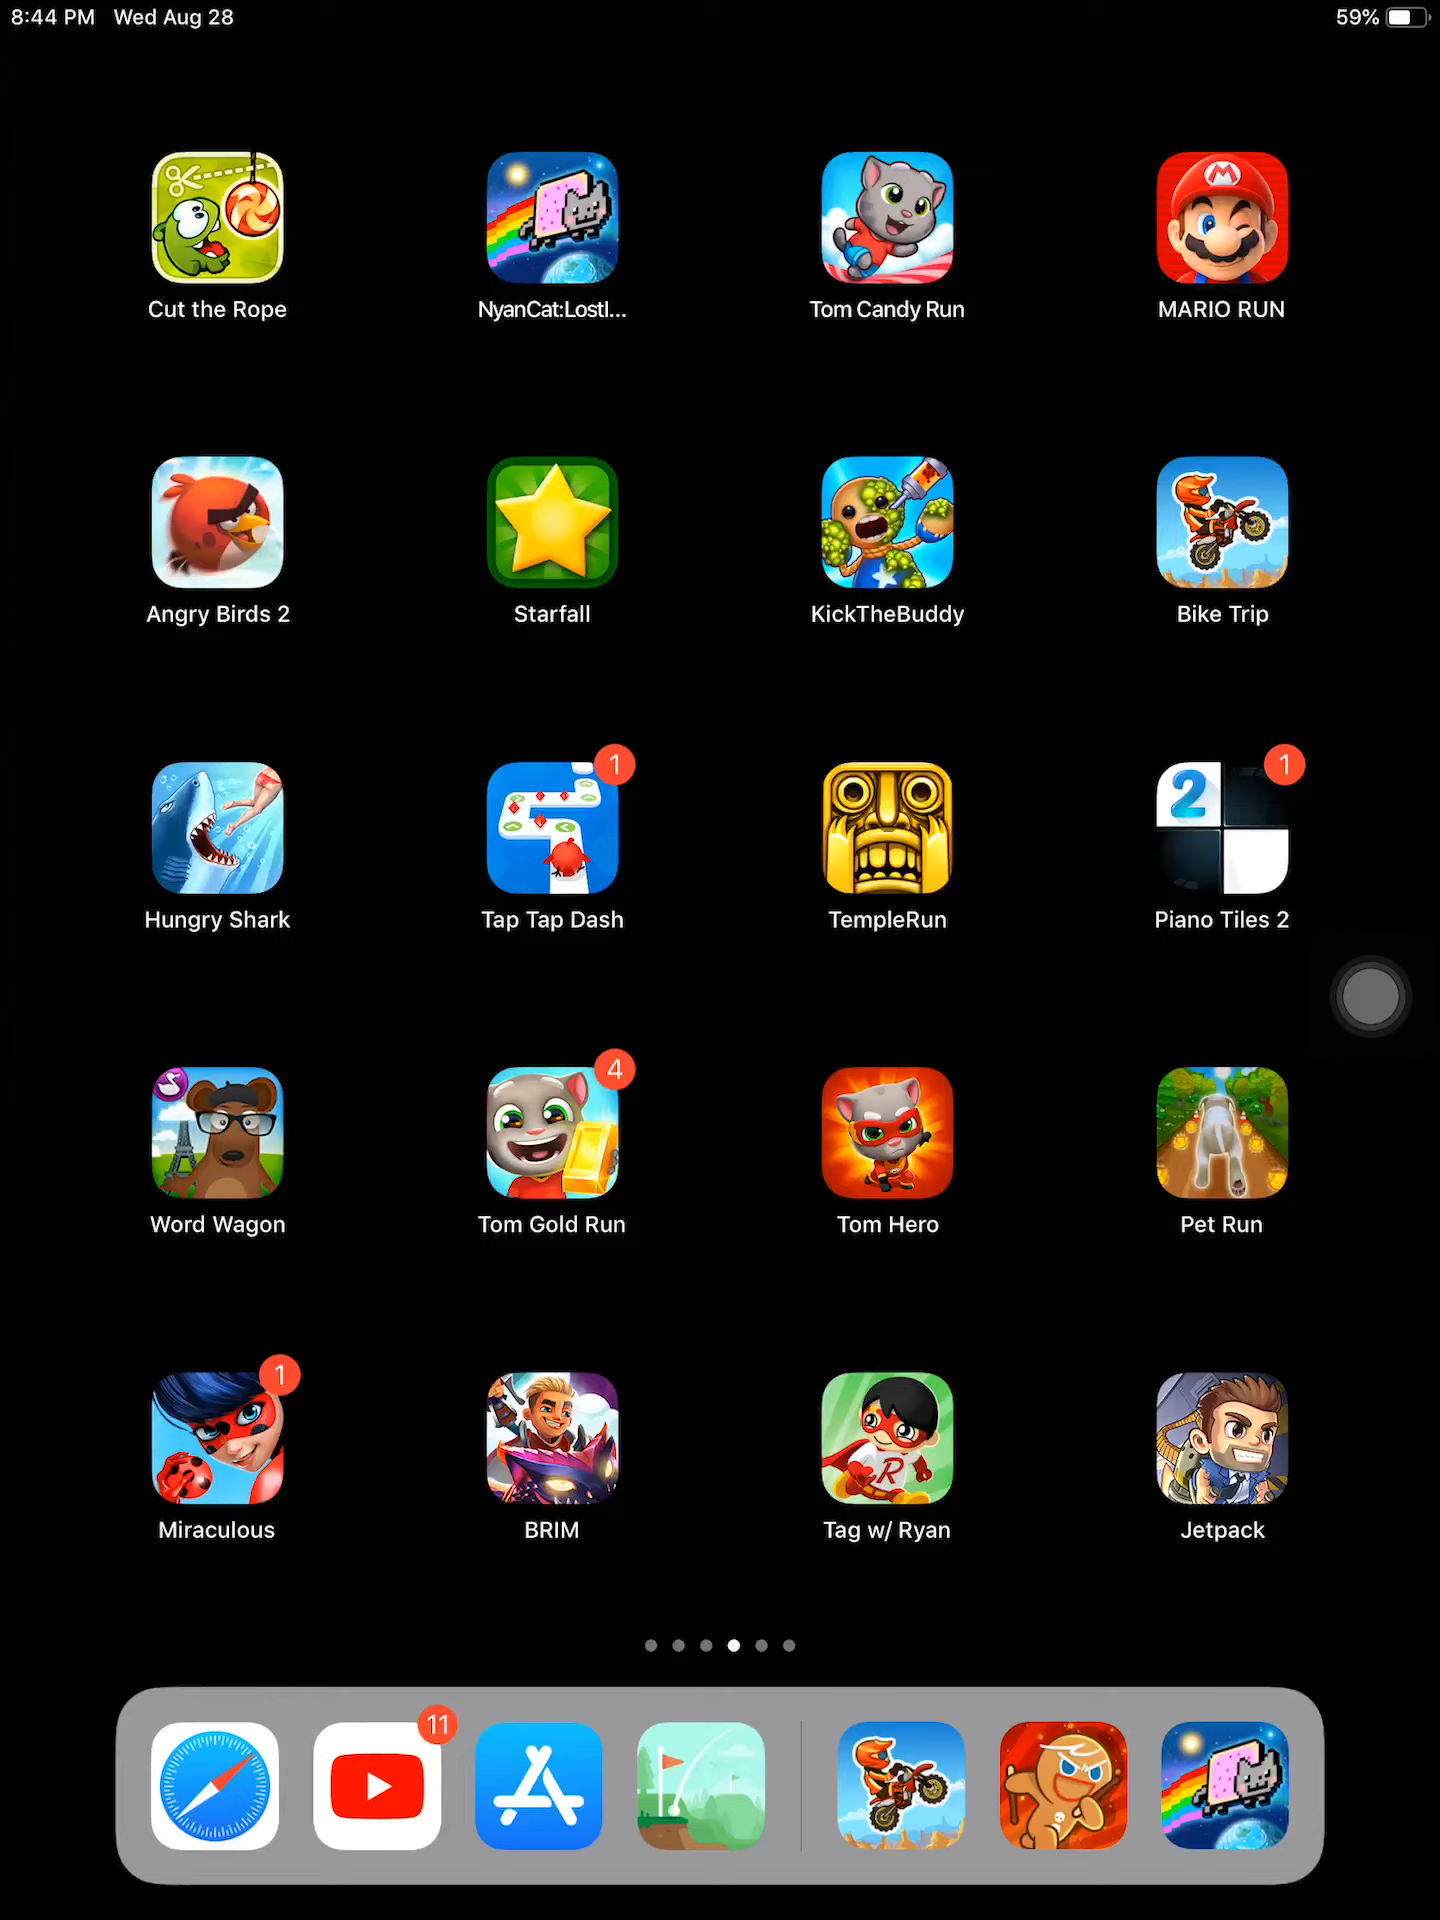 8:44 PM Wed Aug 28 59%
Cut the Rope NyanCat:LostI... Tom Candy Run MARIO RUN
Angry Birds 2 Starfall KickTheBuddy Bike Trip
1 2 1
Hungry Shark Tap Tap Dash TempleRun Piano Tiles 2
4
Word Wagon Tom Gold Run Tom Hero Pet Run
1 R
Miraculous BRIM Tag w/ Ryan Jetpack
11